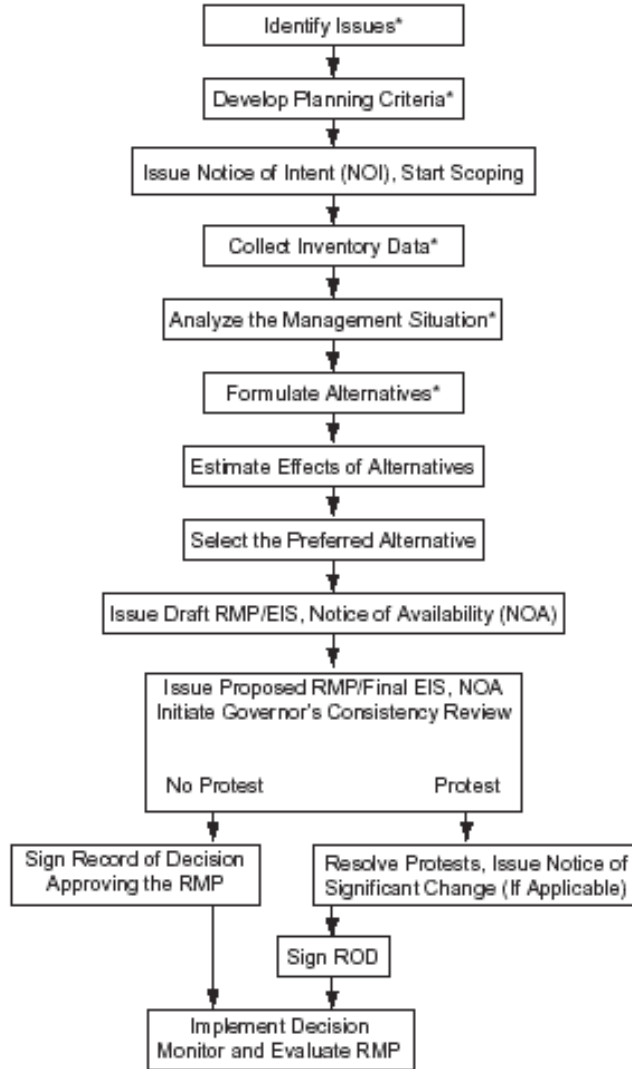 Identify Issues*
Develop Planning Criteria*
Issue Notice of Intent (NOI), Start Scoping
Collect Inventory Data*
Analyze the Management Situation*
Formulate Alternatives*
Estimate Effects of Alternatives
Select the Preferred Alternative
Issue Draft RMP/EIS, Notice of Availability (NOA)
Issue Proposed RMP/Final EIS, NOA
Initiate Governor's Consistency Review
No Protest
Protest
Sign Record of Decision
Approving the RMP
Resolve Protests, Issue Notice of
Significant Change (If Applicable)
Sign ROD
Implement Decision
Monitor and Evaluate RMP